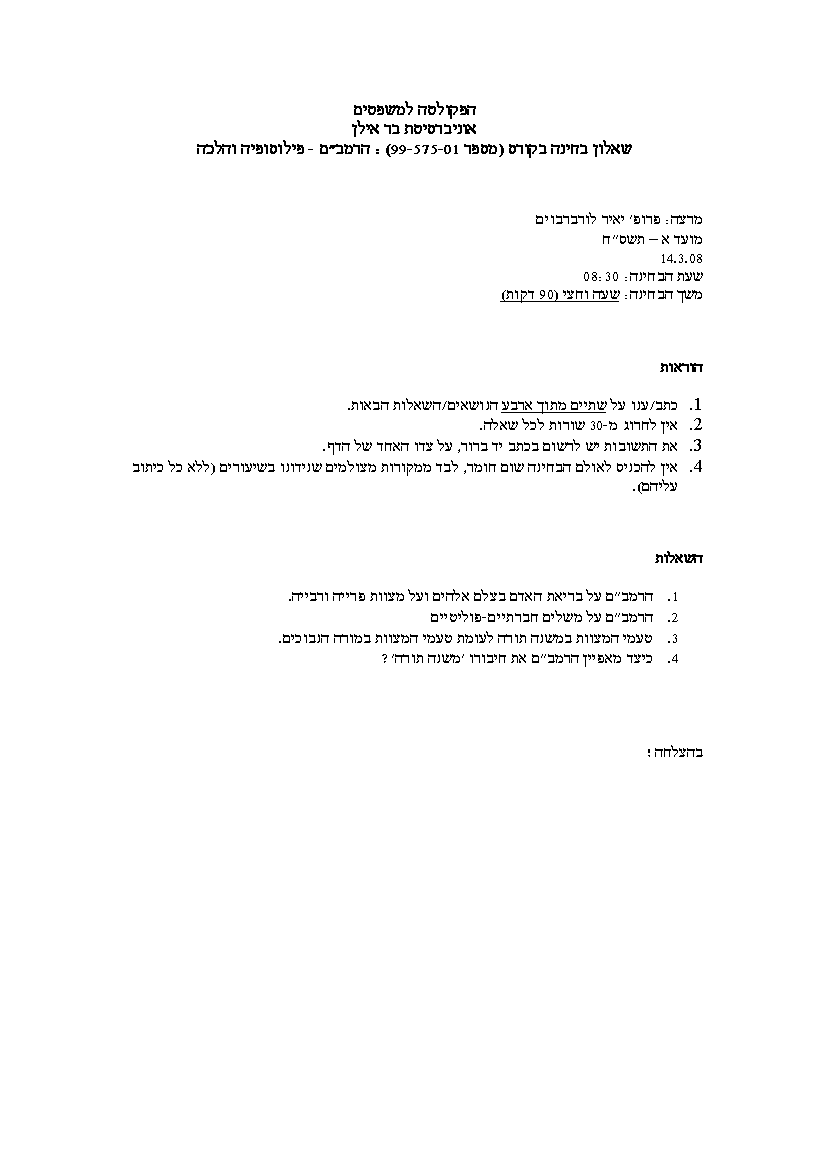 הפקולטה למשפטים
אוניברסיטת בר אילן
שאלון בחינה בקורס (מספר 99-575-01) : הרמב"ם - פילוסופיה והלכה
מרצה: פרופ' יאיר לורברבוים
מועד א – תשס"ח
14.3.08
שעת הבחינה: 08:30
משך הבחינה: שעה וחצי (90 דקות)
הוראות
1. כתב/ענו על שתיים מתוך ארבע הנושאים/השאלות הבאות.
2. אין לחרוג מ-30 שורות לכל שאלה.
3. את התשובות יש לרשום בכתב יד ברור, על צדו האחד של הדף.
4. אין להכניס לאולם הבחינה שום חומר, לבד ממקורות מצולמים שנידונו בשיעורים (ללא כל כיתוב
עליהם).
השאלות
1. הרמב"ם על בריאת האדם בצלם אלהים ועל מצוות פרייה ורבייה.
2. הרמב"ם על משלים חברתיים-פוליטיים
3. טעמי המצוות במשנה תורה לעומת טעמי המצוות במורה הנבוכים.
4. כיצד מאפיין הרמב"ם את חיבורו 'משנה תורה' ?
בהצלחה !